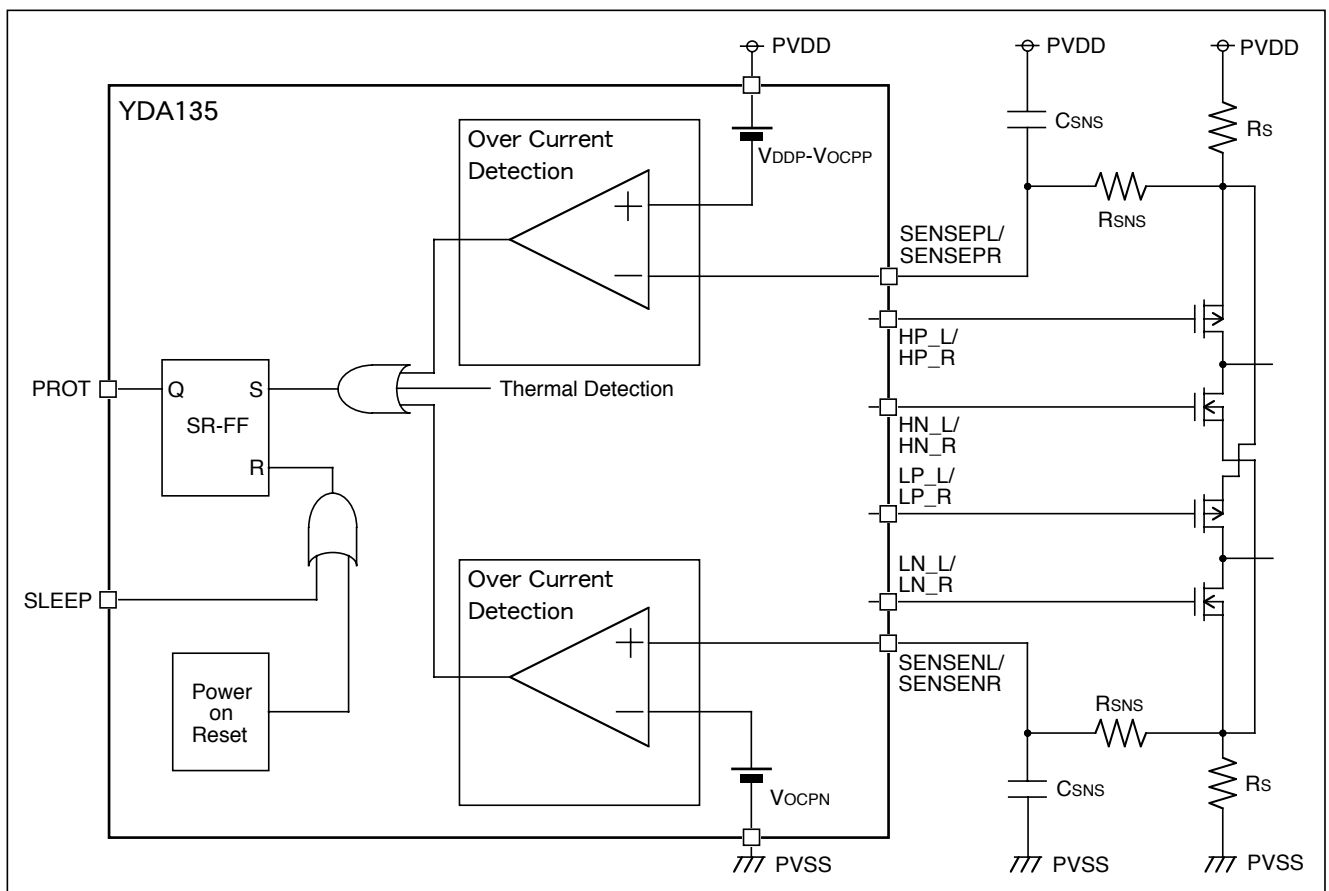 PVDD
PVDD
PVDD
YDA135
Over Current
Detection
VDDP-VOCPP
CSNS
RS
RSNS
+
−
SENSEPL/
SENSEPR
HP_L/
HP_R
PROT
Q
S
SR-FF
R
Thermal Detection
HN_L/
HN_R
LP_L/
LP_R
LN_L/
LN_R
SLEEP
Over Current
Detection
+
−
SENSENL/
SENSENR
Power
on
Reset
RSNS
VOCPN
CSNS
RS
PVSS
PVSS
PVSS